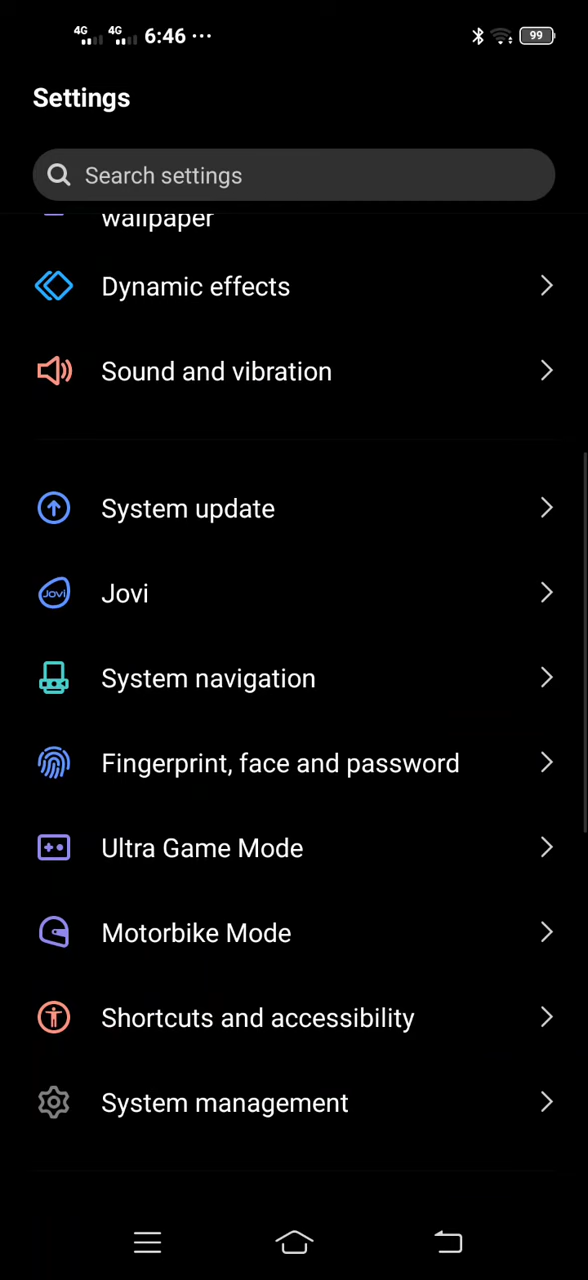 4G 4G 6:46 ··· 99
Settings
Search settings
wallpaper
Dynamic effects
Sound and vibration
System update
Jovi Jovi
System navigation
Fingerprint, face and password
Ultra Game Mode
Motorbike Mode
Shortcuts and accessibility
System management